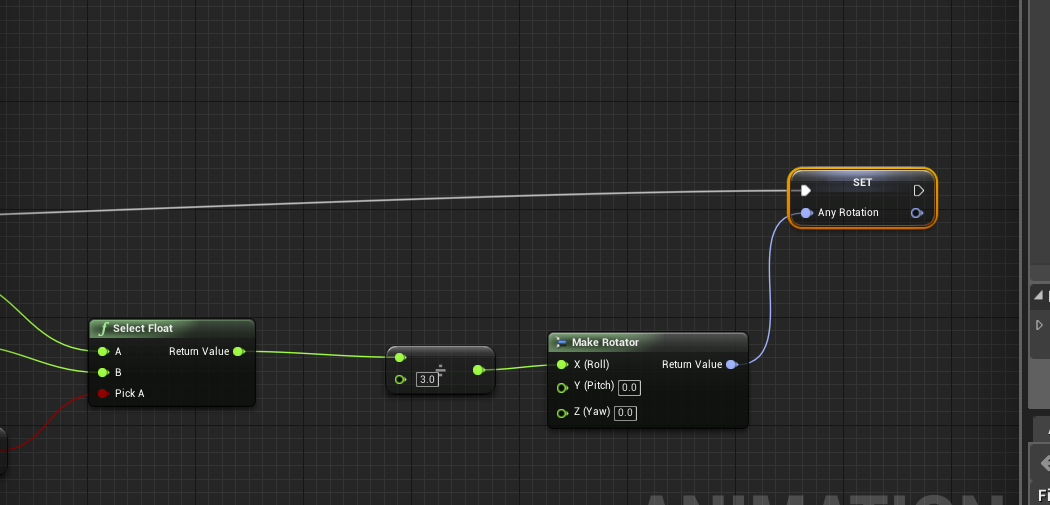 SET
Any Rotation
f Select Float
A
Return Value
B
Pick A
÷
3.0
Make Rotator
X (Roll)
Return Value
Y (Pitch) 0.0
Z (Yaw) 0.0
ANIMATION
Fi